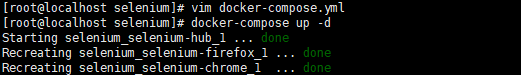 [root@localhost selenium]# vim docker-compose.yml
[root@localhost selenium]# docker-compose up -d
Starting selenium_selenium-hub_1 ... done
Recreating selenium_selenium-firefox_1 ... done
Recreating selenium_selenium-chrome_1  ... done